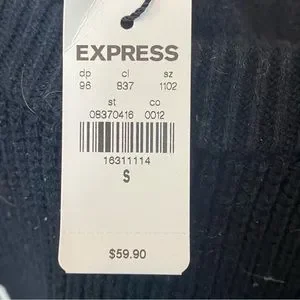 EXPRESS
dp cl sz
96 837 1102
st co
08370416 0012
16311114
S
$59.90